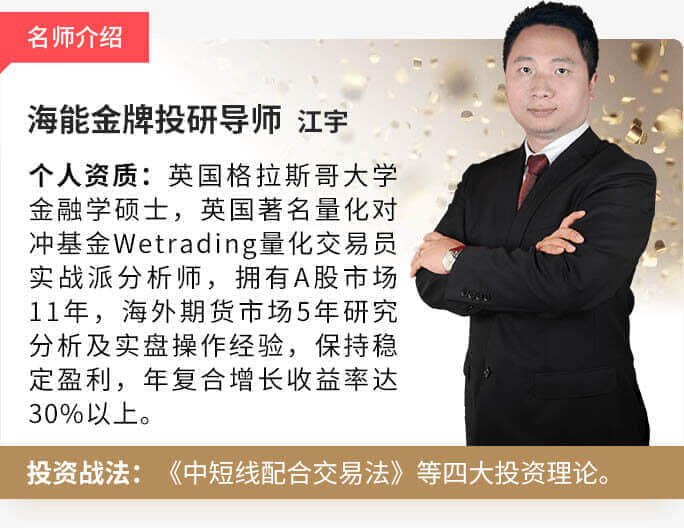 名师介绍
海能金牌投研导师 江宇
个人资质：英国格拉斯哥大学
金融学硕士，英国著名量化对
冲基金Wetrading量化交易员
实战派分析师，拥有A股市场
11年，海外期货市场5年研究
分析及实盘操作经验，保持稳
定盈利，年复合增长收益率达
30%以上。
投资战法：《中短线配合交易法》等四大投资理论。